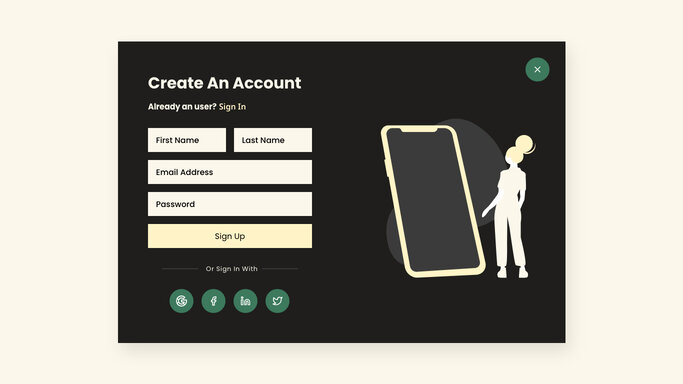 Create An Account
Already an user? Sign In
First Name Last Name
Email Address
Password
Sign Up
Or Sign In With